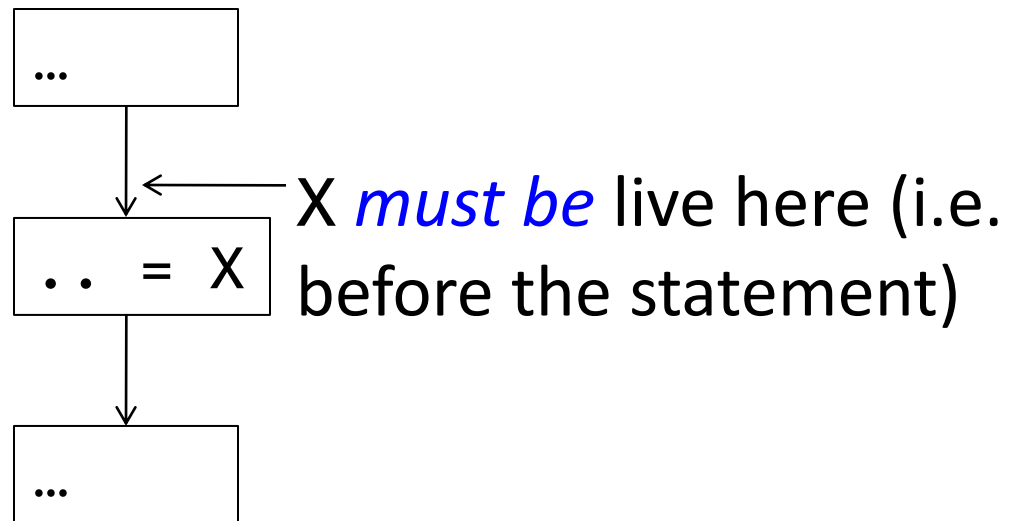 …
X must be live here (i.e.
.. = X
before the statement)
…